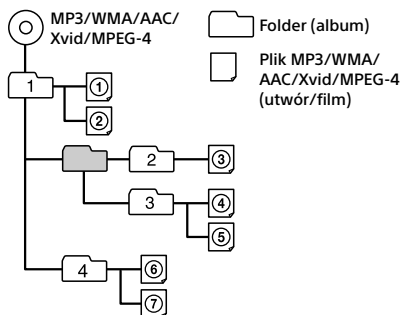 MP3/WMA/AAC/
Xvid/MPEG-4
Folder (album)
Plik MP3/WMA/
AAC/Xvid/MPEG-4
(utwór/film)
1
①
②
2
③
3
④
⑤
4
⑥
⑦